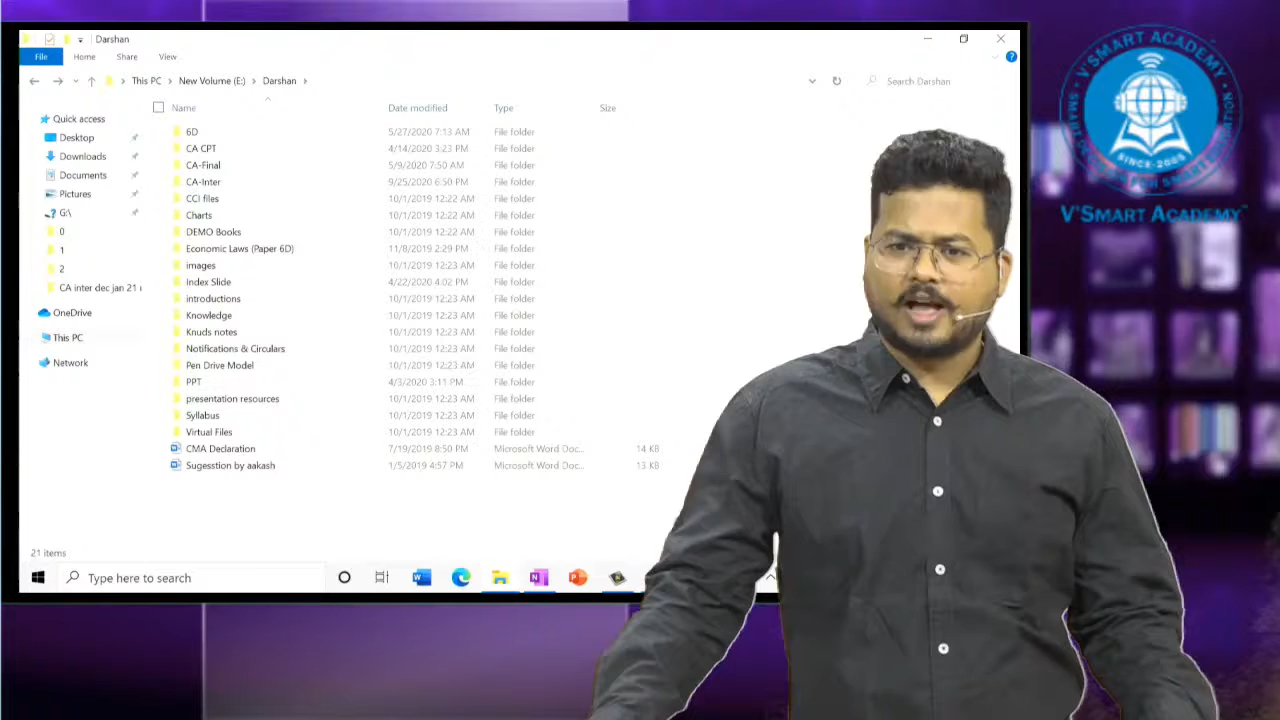 Darshan
File Home Share View
This PC New Volume (E:) Darshan
Search Darshan
Name Date modified Type Size
Quick access
Desktop
Downloads
Documents
Pictures
G:\
0
1
2
CA inter dec jan 21 i
OneDrive
This PC
Network
6D 5/27/2020 7:13 AM File folder
CA CPT 4/14/2020 3:23 PM File folder
CA-Final 5/9/2020 7:50 AM File folder
CA-Inter 9/25/2020 6:50 PM File folder
CCI files 10/1/2019 12:22 AM File folder
Charts 10/1/2019 12:22 AM File folder
DEMO Books 10/1/2019 12:22 AM File folder
Economic Laws (Paper 6D) 11/8/2019 2:29 PM File folder
images 10/1/2019 12:23 AM File folder
Index Slide 4/22/2020 4:02 PM File folder
introductions 10/1/2019 12:23 AM File folder
Knowledge 10/1/2019 12:23 AM File folder
Knuds notes 10/1/2019 12:23 AM File folder
Notifications & Circulars 10/1/2019 12:23 AM File folder
Pen Drive Model 10/1/2019 12:23 AM File folder
PPT 4/3/2020 3:11 PM File folder
presentation resources 10/1/2019 12:23 AM File folder
Syllabus 10/1/2019 12:23 AM File folder
Virtual Files 10/1/2019 12:23 AM File folder
CMA Declaration 7/19/2019 8:50 PM Microsoft Word Doc... 14 KB
Sugesstion by aakash 1/5/2019 4:57 PM Microsoft Word Doc... 13 KB
21 items
Type here to search
V'SMART ACADEMY
SINCE-2008
V'SMART ACADEMY